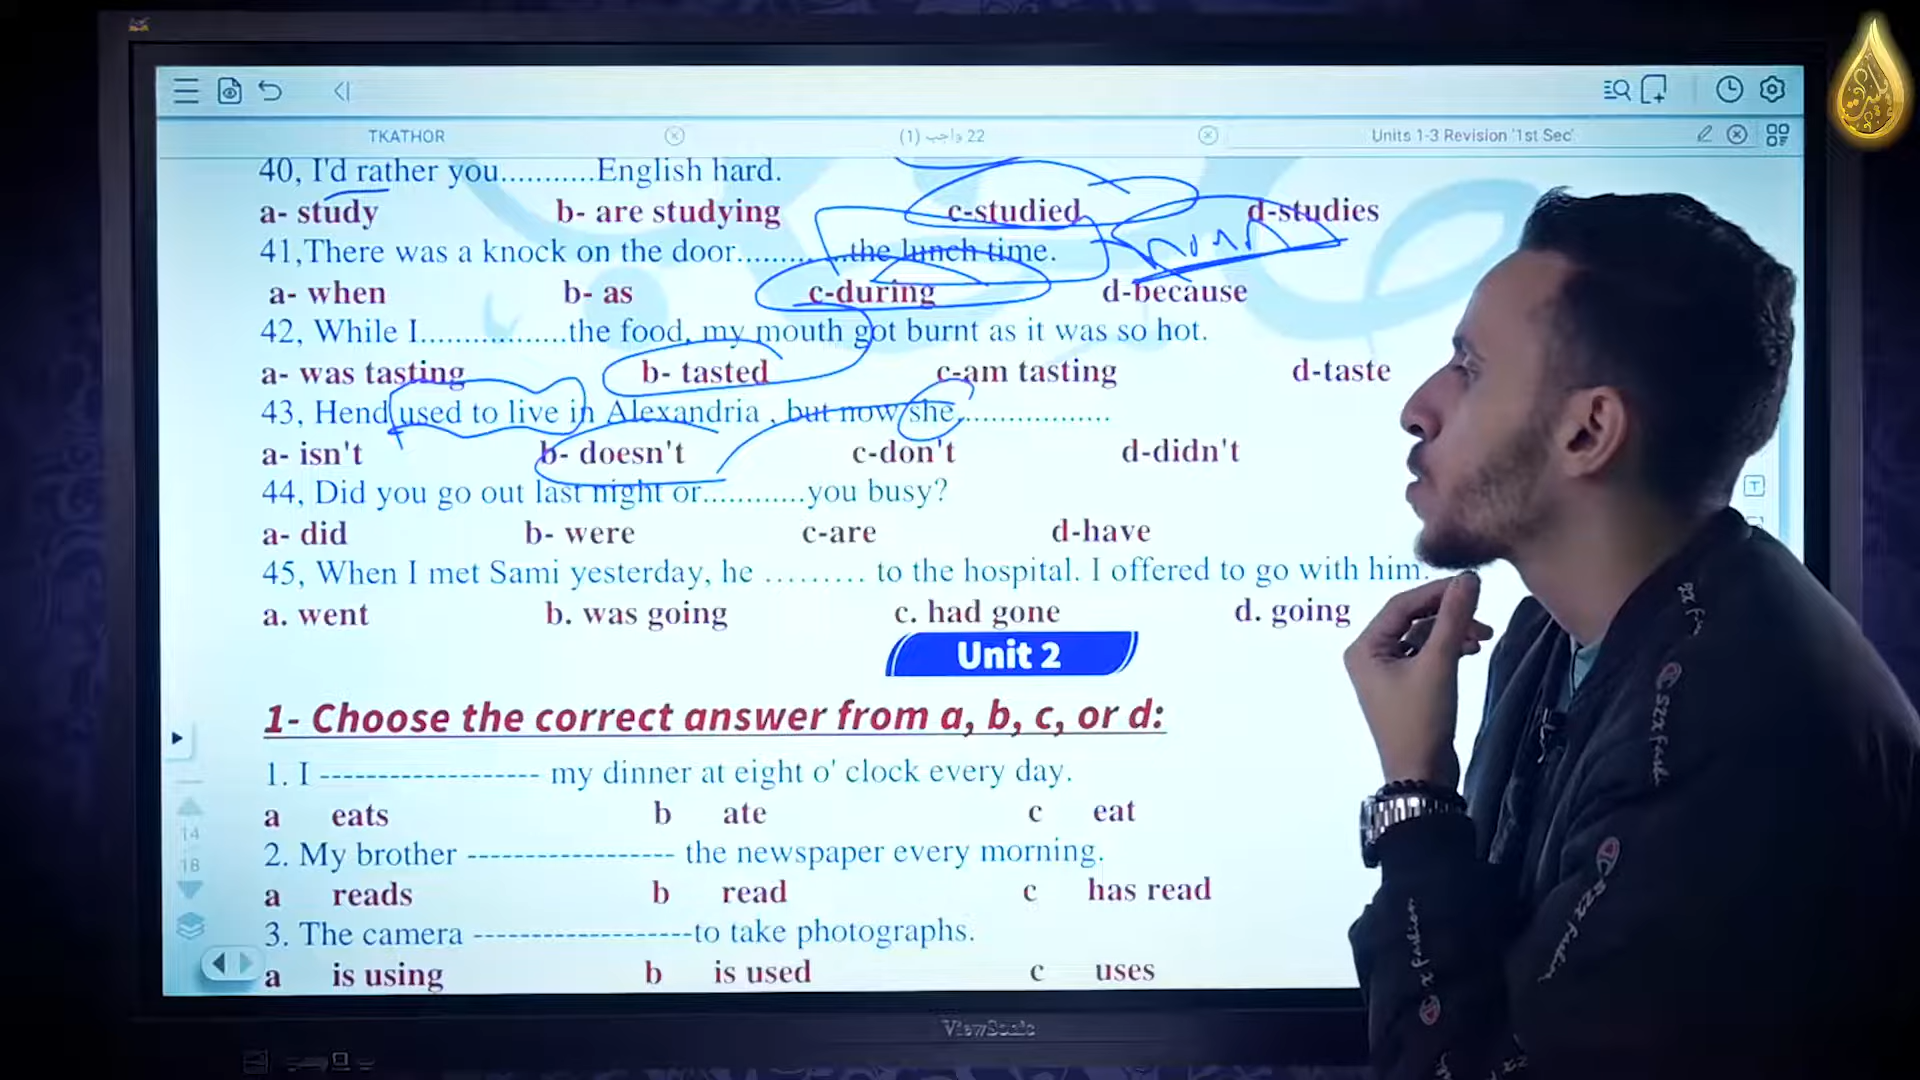 TKATHOR
22 واجب (1)
Units 1-3 Revision '1st Sec'
40, I'd rather you...........English hard.
a- study b- are studying c-studied d-studies
noun
41,There was a knock on the door.............the lunch time.
a- when b- as c-during d-because
42, While I.................the food, my mouth got burnt as it was so hot.
a- was tasting b- tasted c-am tasting d-taste
43, Hend used to live in Alexandria , but now she..................
a- isn't b- doesn't c-don't d-didn't
44, Did you go out last night or............you busy?
a- did b- were c-are d-have
45, When I met Sami yesterday, he ......... to the hospital. I offered to go with him.
a. went b. was going c. had gone d. going
Unit 2
1- Choose the correct answer from a, b, c, or d:
1. I -------------------- my dinner at eight o' clock every day.
a eats b ate c eat
2. My brother ------------------- the newspaper every morning.
a reads b read c has read
3. The camera --------------------to take photographs.
a is using b is used c uses
14
18
ViewSonic